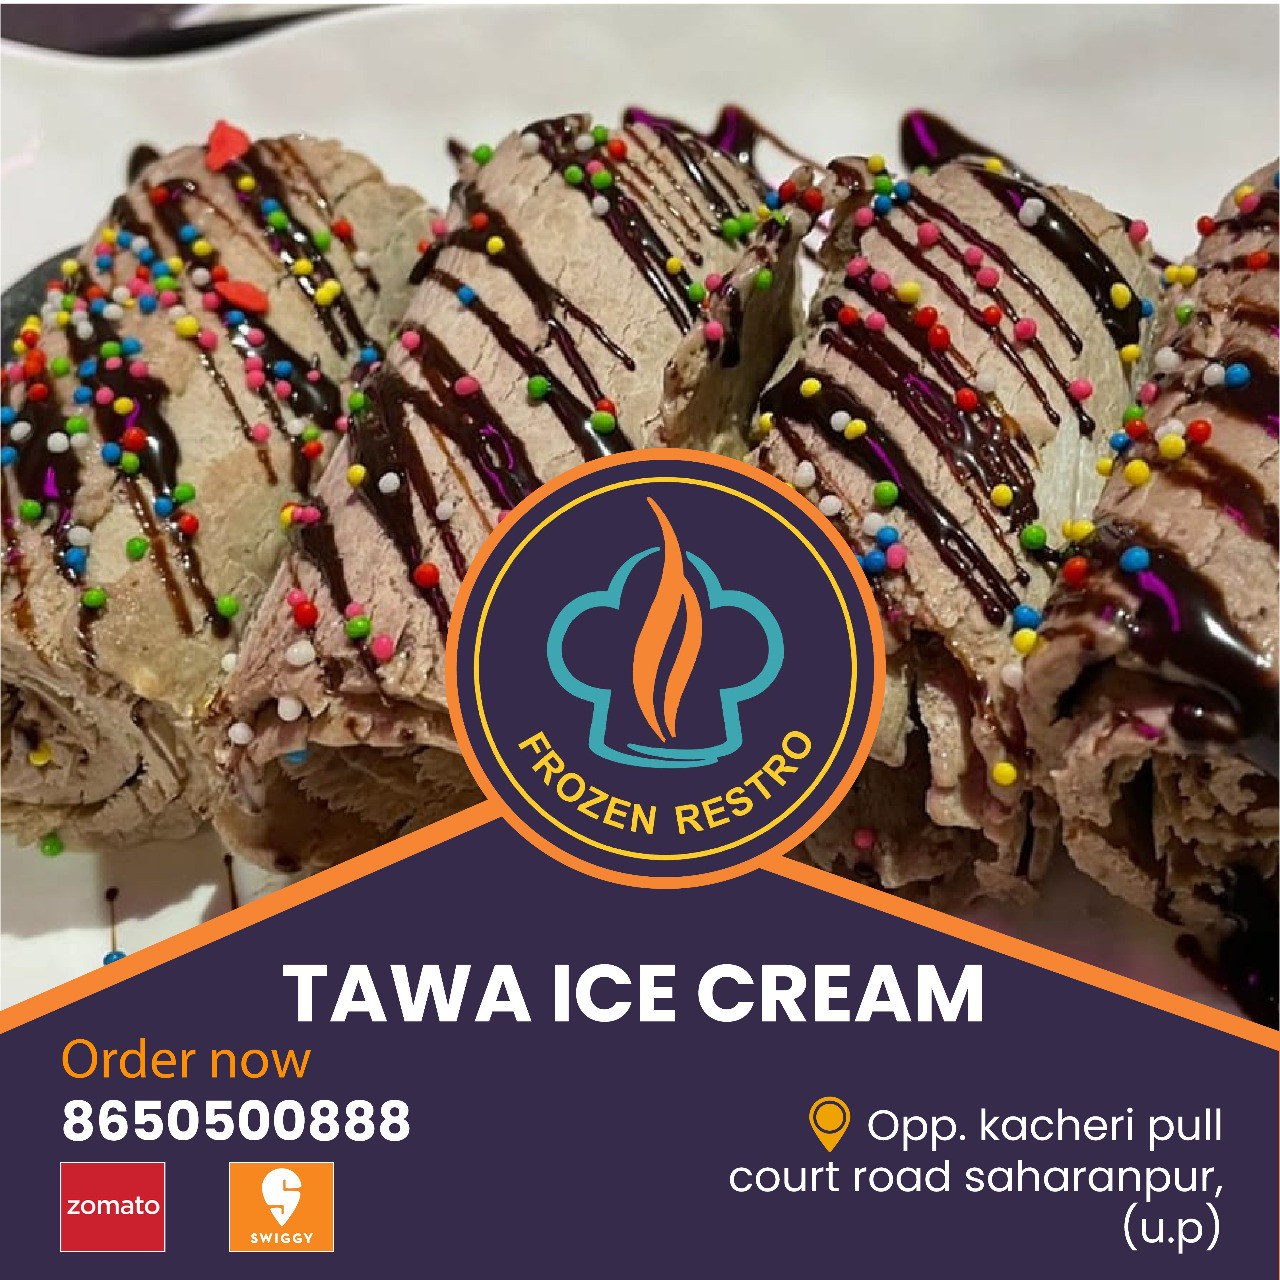 FROZEN RESTRO
TAWA ICE CREAM
Order now
8650500888
zomato
SWIGGY
Opp. kacheri pull
court road saharanpur,
(u.p)